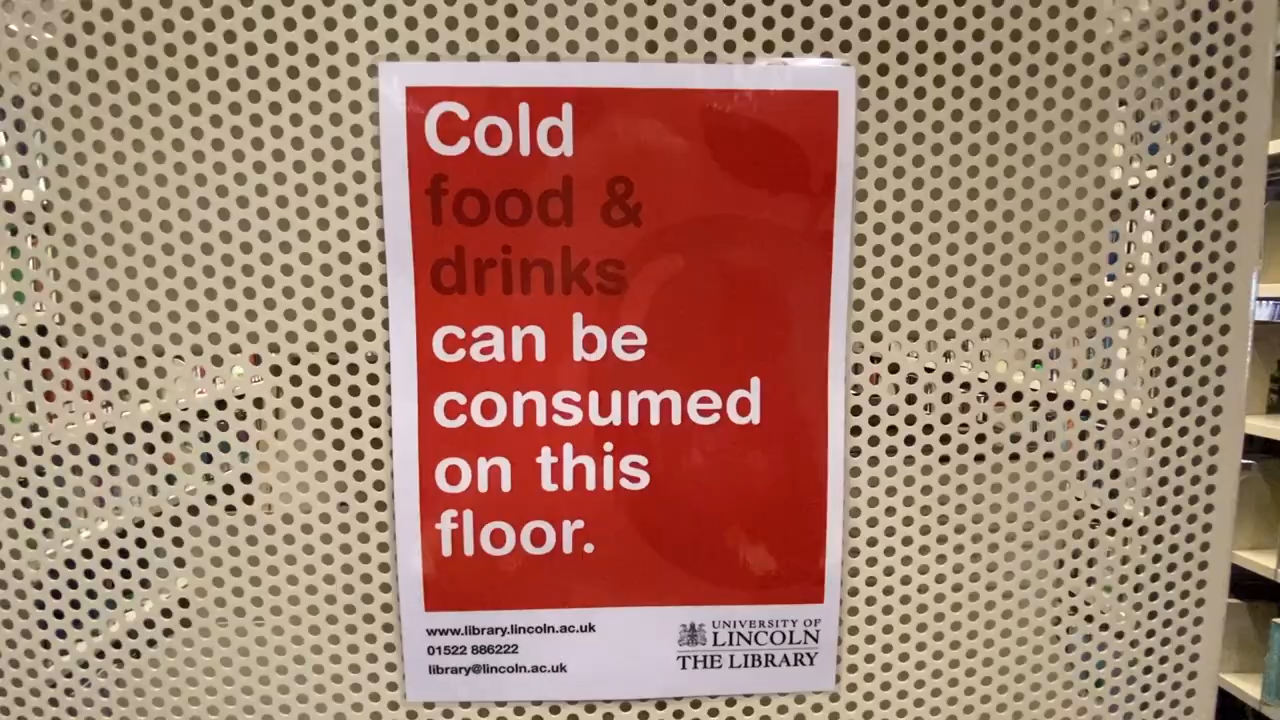 Cold
food &
drinks
can be
consumed
on this
floor.
www.library.lincoln.ac.uk
01522 886222
library@lincoln.ac.uk
UNIVERSITY OF
LINCOLN
THE LIBRARY